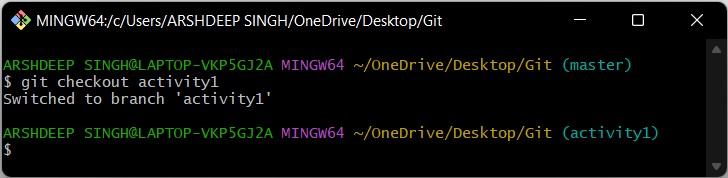 MINGW64:/c/Users/ARSHDEEP SINGH/OneDrive/Desktop/Git
ARSHDEEP SINGH@LAPTOP-VKP5GJ2A MINGW64 ~/OneDrive/Desktop/Git (master)
$ git checkout activity1
Switched to branch 'activity1'
ARSHDEEP SINGH@LAPTOP-VKP5GJ2A MINGW64 ~/OneDrive/Desktop/Git (activity1)
$